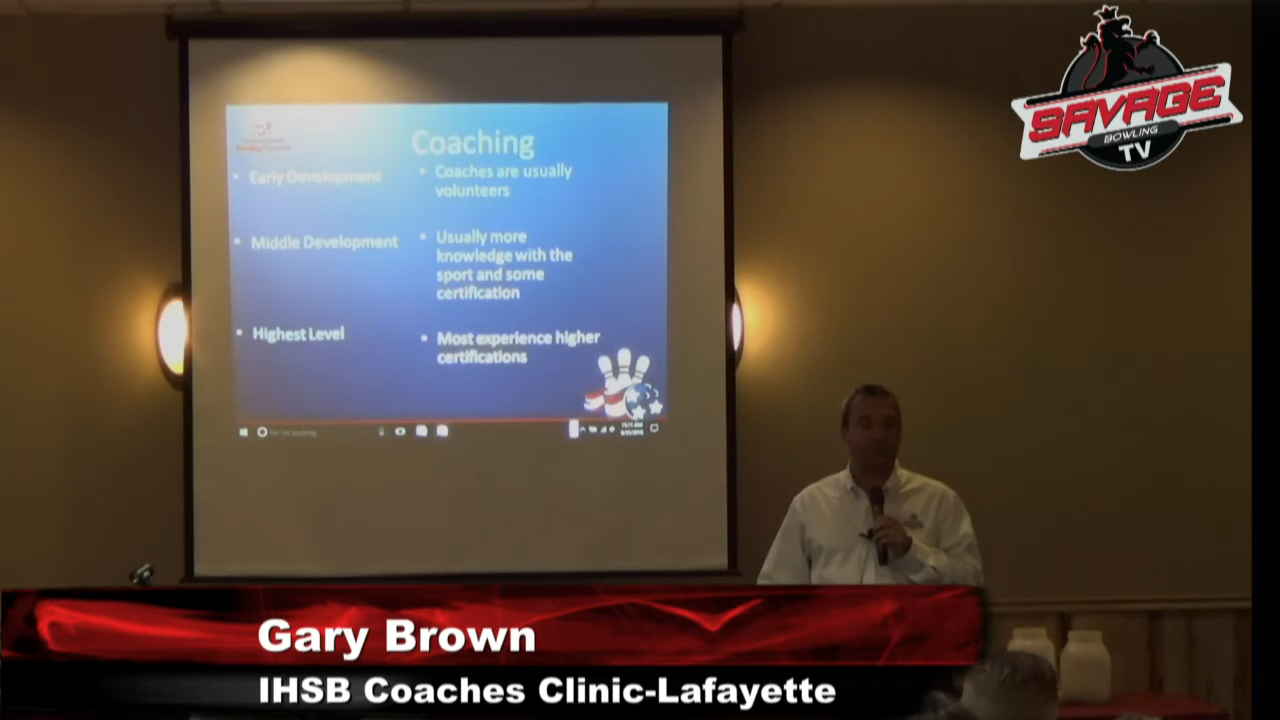 SAVAGE
BOWLING
TV
Coaching
• Early Development
• Coaches are usually
volunteers
• Middle Development
• Usually more
knowledge with the
sport and some
certification
• Highest Level
• Most experience higher
certifications
Gary Brown
IHSB Coaches Clinic-Lafayette